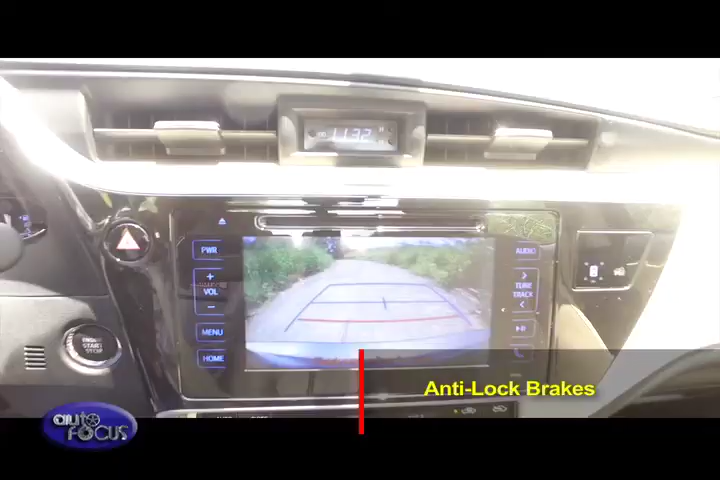 11:32
PWR
AUDIO
+
VOL
−
TUNE
TRACK
MENU
HOME
ENGINE
START
STOP
Anti-Lock Brakes
auto
FOCUS